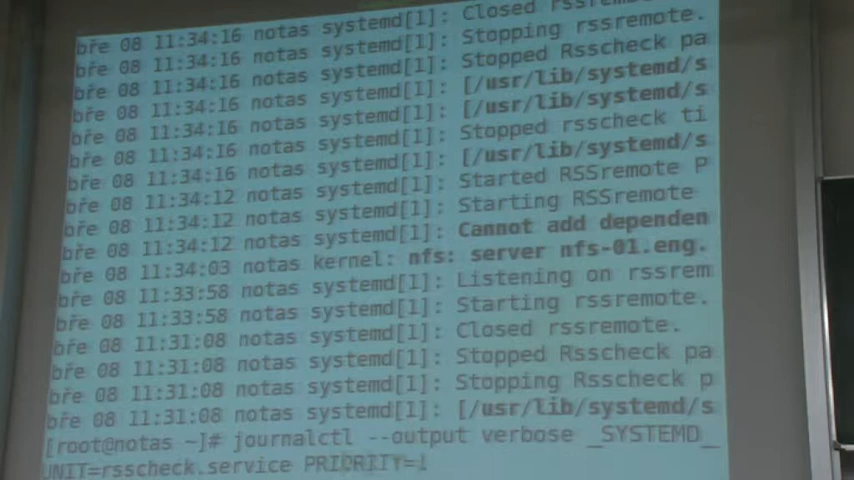 bře 08 11:34:16 notas systemd[1]: Closed
bře 08 11:34:16 notas systemd[1]: Stopping rssremote.
bře 08 11:34:16 notas systemd[1]: Stopped Rsscheck pa
bře 08 11:34:16 notas systemd[1]: [/usr/lib/systemd/s
bře 08 11:34:16 notas systemd[1]: [/usr/lib/systemd/s
bře 08 11:34:16 notas systemd[1]: Stopped rsscheck ti
bře 08 11:34:16 notas systemd[1]: [/usr/lib/systemd/s
bře 08 11:34:12 notas systemd[1]: Started RSSremote P
bře 08 11:34:12 notas systemd[1]: Starting RSSremote
bře 08 11:34:12 notas systemd[1]: Cannot add dependen
bře 08 11:34:03 notas kernel: nfs: server nfs-01.eng.
bře 08 11:33:58 notas systemd[1]: Listening on rssrem
bře 08 11:33:58 notas systemd[1]: Starting rssremote.
bře 08 11:31:08 notas systemd[1]: Closed rssremote.
bře 08 11:31:08 notas systemd[1]: Stopped Rsscheck pa
bře 08 11:31:08 notas systemd[1]: Stopping Rsscheck p
bře 08 11:31:08 notas systemd[1]: [/usr/lib/systemd/s
[root@notas ~]# journalctl --output verbose _SYSTEMD_
UNIT=rsscheck.service PRIORITY=1